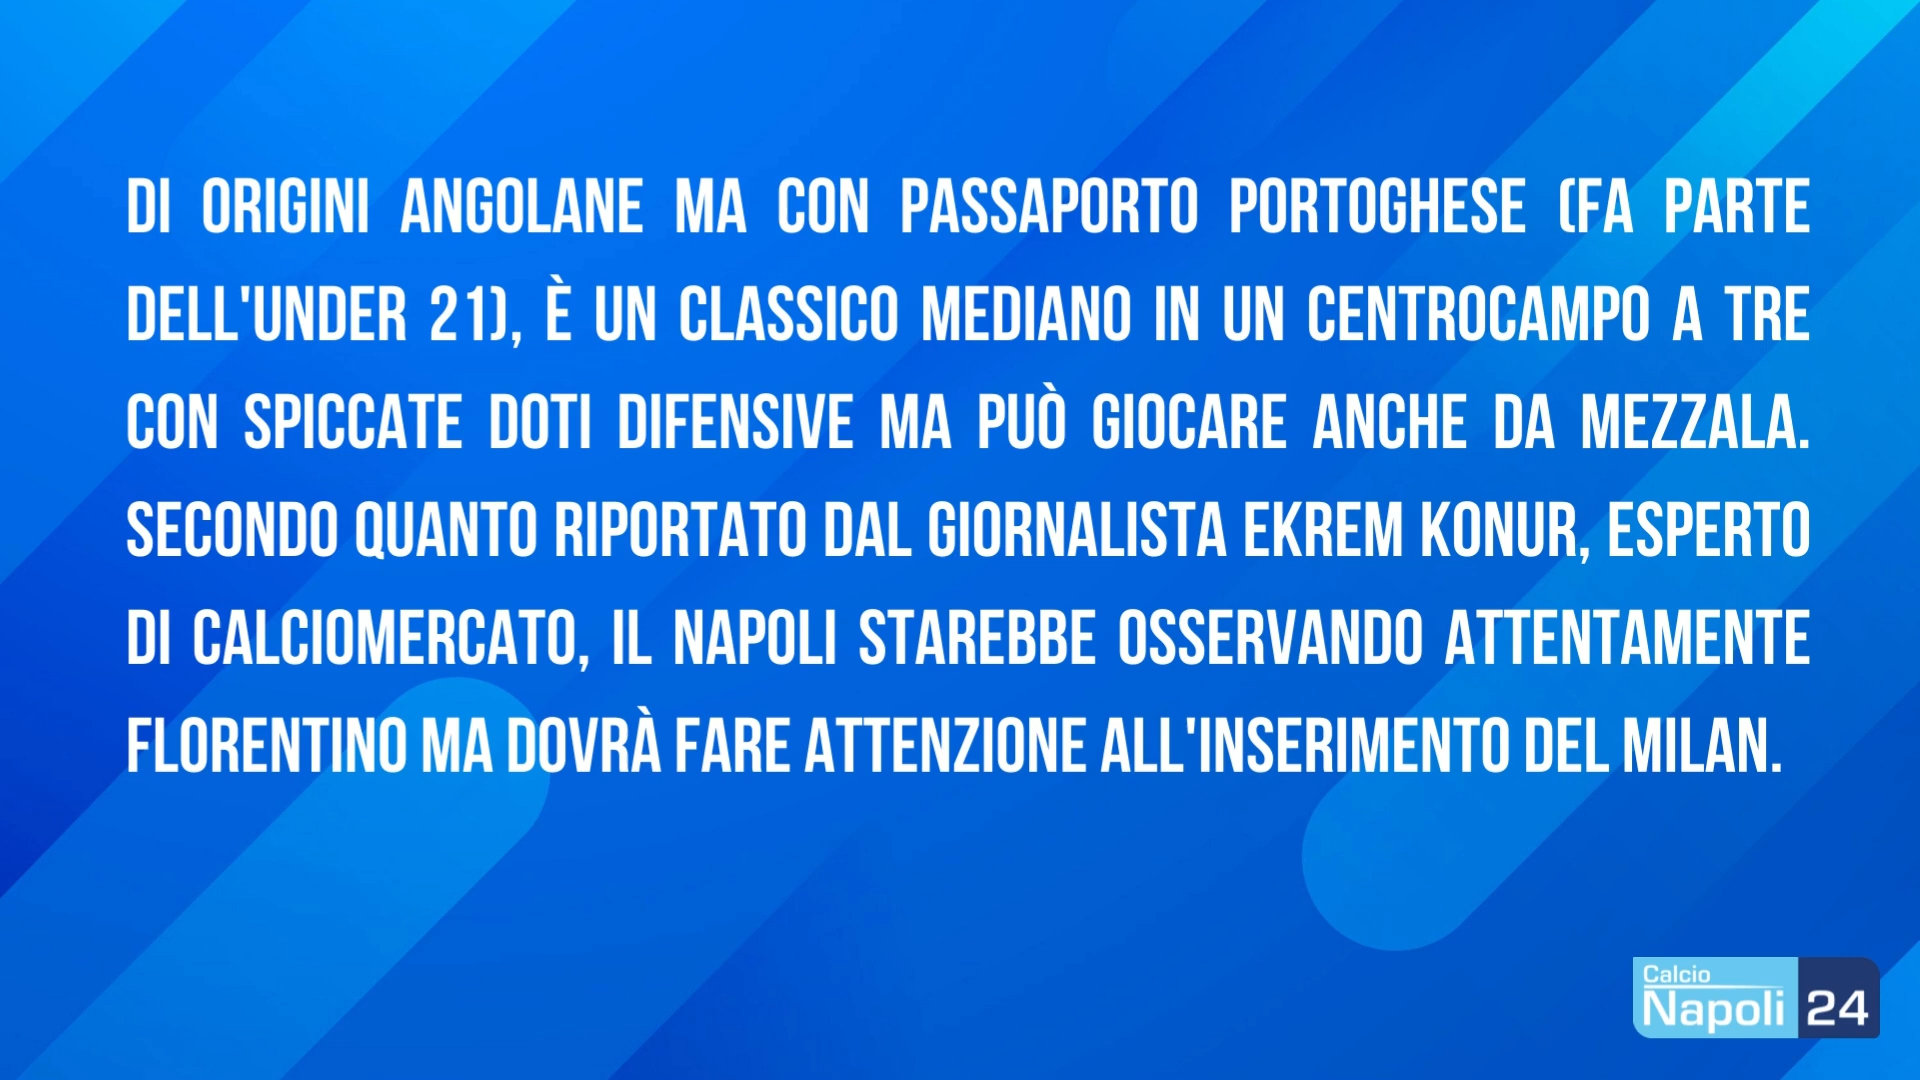 DI ORIGINI ANGOLANE MA CON PASSAPORTO PORTOGHESE (FA PARTE
DELL'UNDER 21), È UN CLASSICO MEDIANO IN UN CENTROCAMPO A TRE
CON SPICCATE DOTI DIFENSIVE MA PUÒ GIOCARE ANCHE DA MEZZALA.
SECONDO QUANTO RIPORTATO DAL GIORNALISTA EKREM KONUR, ESPERTO
DI CALCIOMERCATO, IL NAPOLI STAREBBE OSSERVANDO ATTENTAMENTE
FLORENTINO MA DOVRÀ FARE ATTENZIONE ALL'INSERIMENTO DEL MILAN.
Calcio
Napoli 24